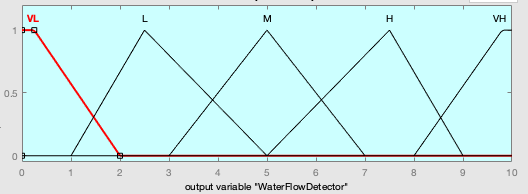 VL L M H VH
1
0.5
0
0 1 2 3 4 5 6 7 8 9 10
output variable "WaterFlowDetector"